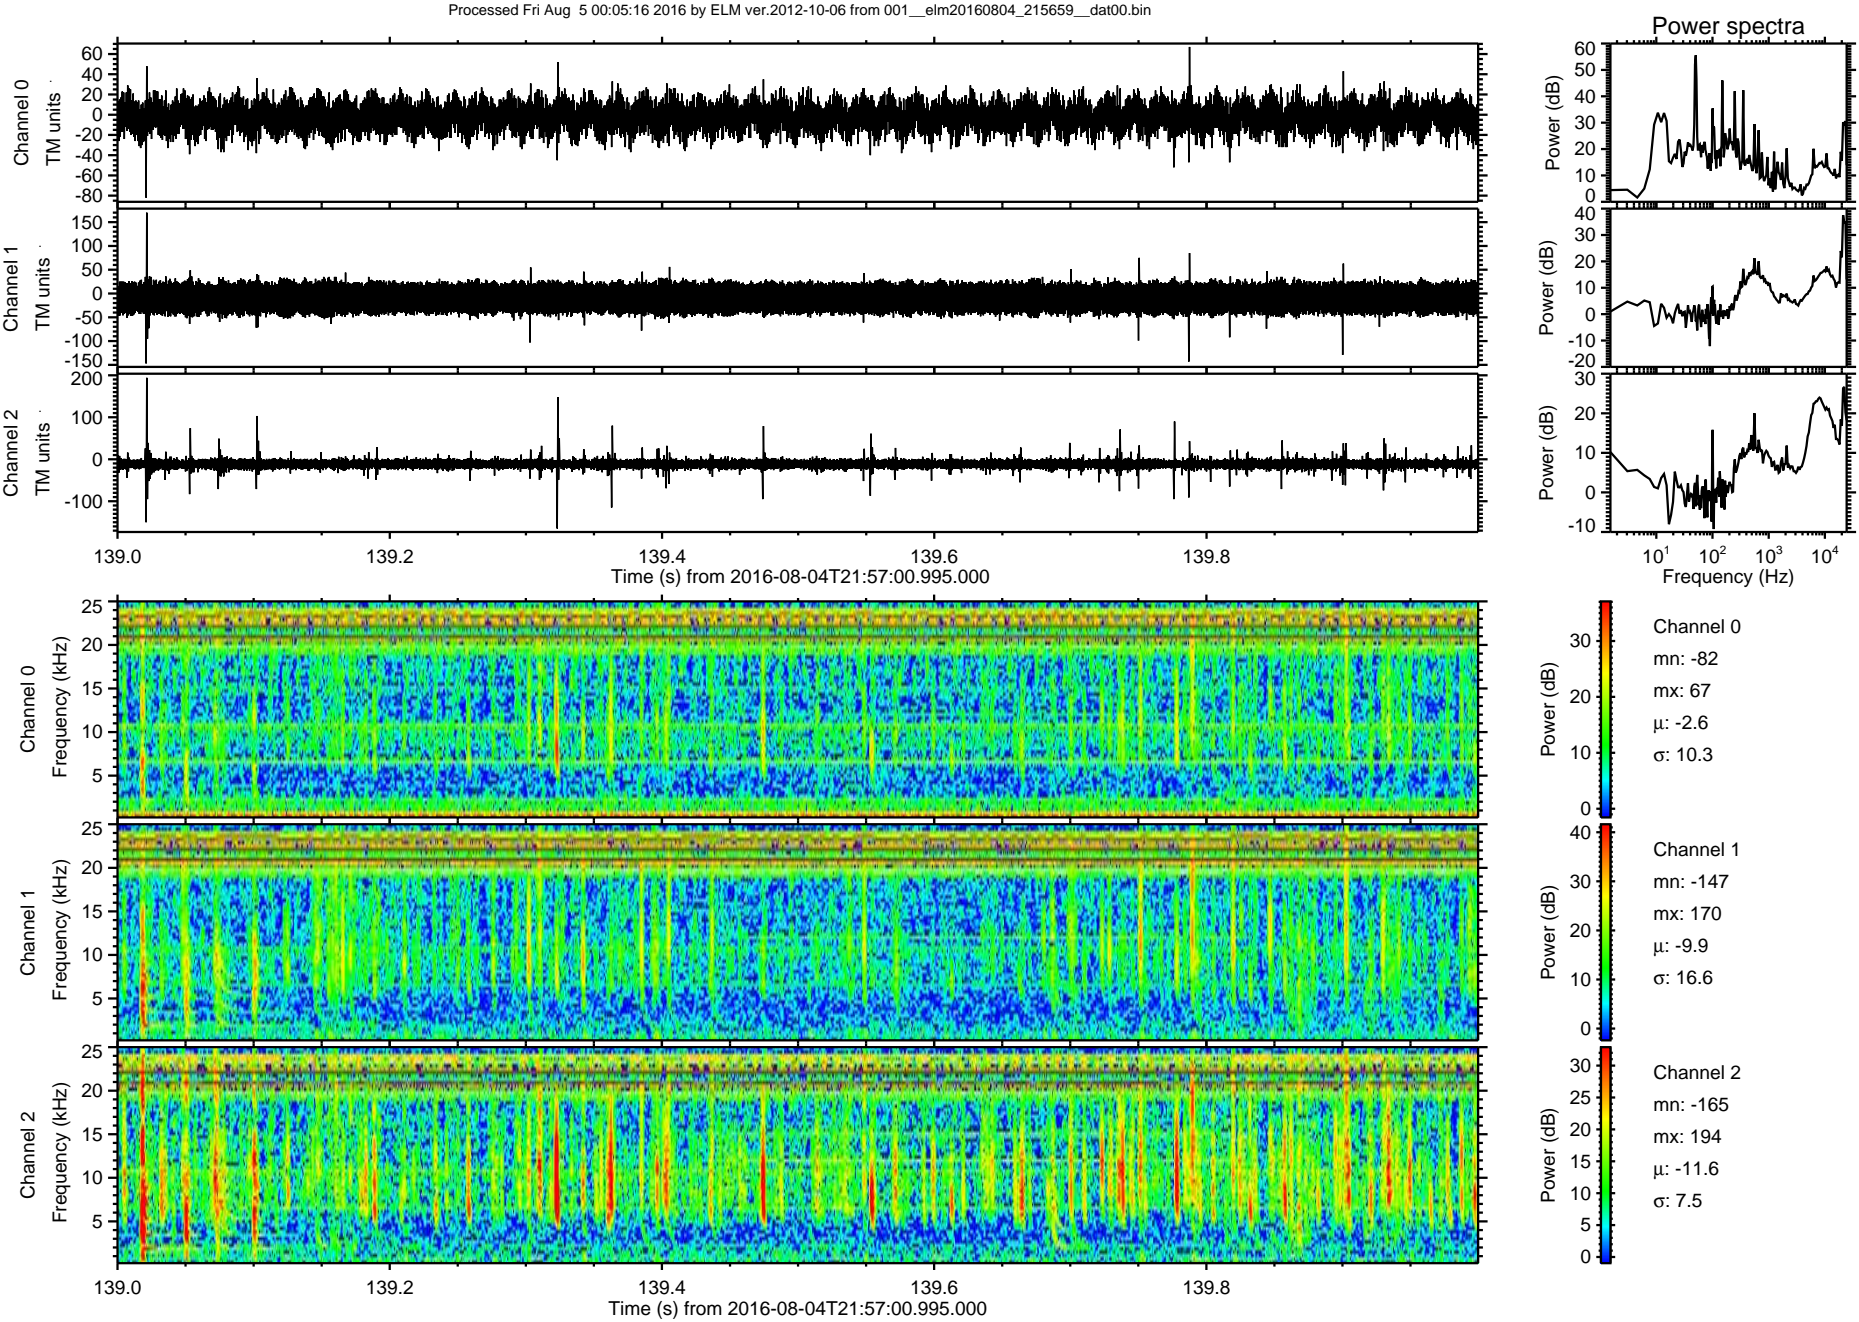 Processed Fri Aug  5 00:05:16 2016 by ELM ver.2012-10-06 from 001__elm20160804_215659__dat00.bin
Power spectra
Channel 0
TM units
60
40
20
0
-20
-40
-60
-80
Power (dB)
60
50
40
30
20
10
0
Channel 1
TM units
150
100
50
0
-50
-100
-150
Power (dB)
40
30
20
10
0
-10
-20
Channel 2
TM units
200
100
0
-100
Power (dB)
30
20
10
0
-10
139.0 139.2 139.4 139.6 139.8
Time (s) from 2016-08-04T21:57:00.995.000
10¹ 10² 10³ 10⁴
Frequency (Hz)
Channel 0
Frequency (kHz)
25
20
15
10
5
Power (dB)
30
20
10
0
Channel 0
mn: -82
mx: 67
μ: -2.6
σ: 10.3
Channel 1
Frequency (kHz)
25
20
15
10
5
Power (dB)
40
30
20
10
0
Channel 1
mn: -147
mx: 170
μ: -9.9
σ: 16.6
Channel 2
Frequency (kHz)
25
20
15
10
5
Power (dB)
30
25
20
15
10
5
0
Channel 2
mn: -165
mx: 194
μ: -11.6
σ: 7.5
139.0 139.2 139.4 139.6 139.8
Time (s) from 2016-08-04T21:57:00.995.000